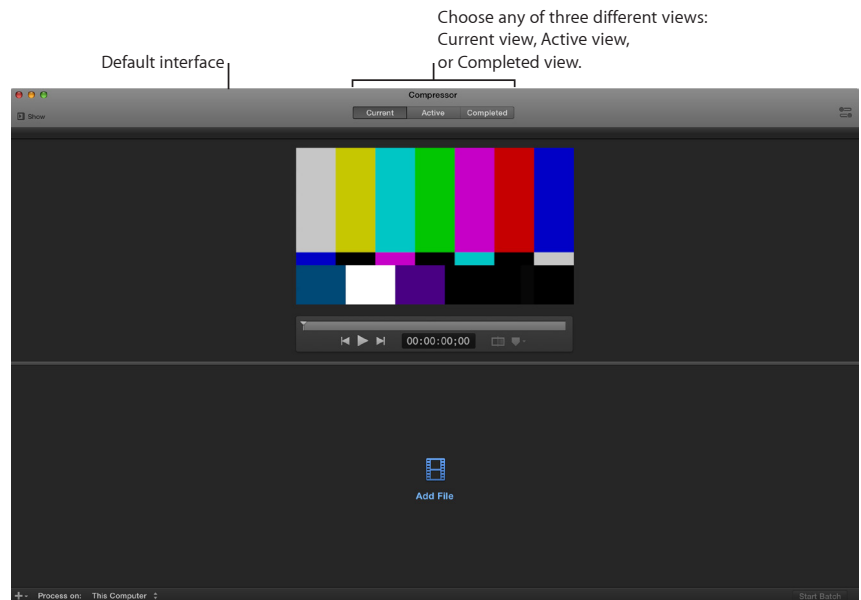 Choose any of three different views:
Current view, Active view,
or Completed view.
Default interface
Compressor
Show
Current Active Completed
00:00:00;00
Add File
Process on: This Computer
Start Batch